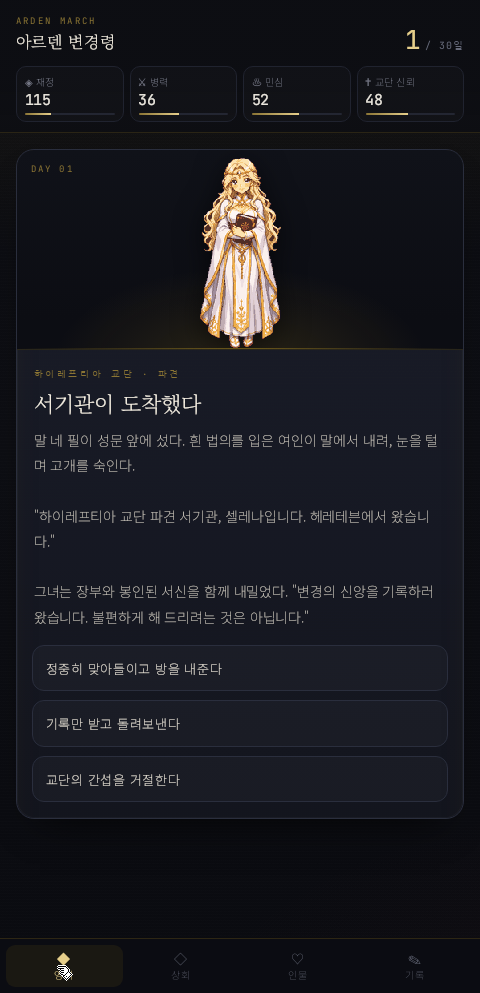 ARDEN MARCH
아르덴 변경령
1 / 30일
◈ 재정
115
⚔ 병력
36
♨ 민심
52
✝ 교단 신뢰
48
DAY 01
하이레프티아 교단 · 파견
서기관이 도착했다
말 네 필이 성문 앞에 섰다. 흰 법의를 입은 여인이 말에서 내려, 눈을 털
며 고개를 숙인다.
"하이레프티아 교단 파견 서기관, 셀레나입니다. 헤레테븐에서 왔습니
다."
그녀는 장부와 봉인된 서신을 함께 내밀었다. "변경의 신앙을 기록하러
왔습니다. 불편하게 해 드리려는 것은 아닙니다."
정중히 맞아들이고 방을 내준다
기록만 받고 돌려보낸다
교단의 간섭을 거절한다
상회
인물
기록